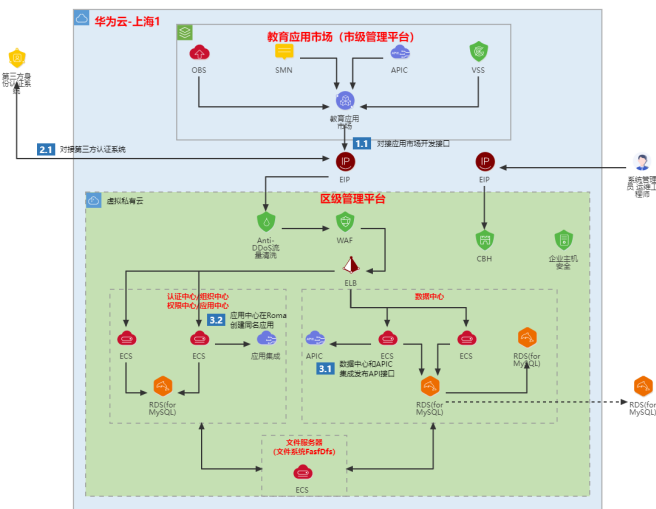 华为云-上海1
教育应用市场（市级管理平台）
OBS
SMN
APIC
VSS
教育应用
市场
第三方身
份认证系
统
2.1 对接第三方认证系统
1.1 对接应用市场开发接口
EIP
EIP
系统管理
员 运维工
程师
虚拟私有云
区级管理平台
Anti-
DDoS流
量清洗
WAF
CBH
企业主机
安全
ELB
认证中心/组织中心
权限中心/应用中心
数据中心
3.2 应用中心在Roma
创建同名应用
ECS
ECS
应用集成
APIC
ECS
ECS
RDS(for
MySQL)
3.1 数据中心和APIC
集成发布API接口
RDS(for
MySQL)
RDS(for
MySQL)
RDS(for
MySQL)
文件服务器
(文件系统FasfDfs)
ECS